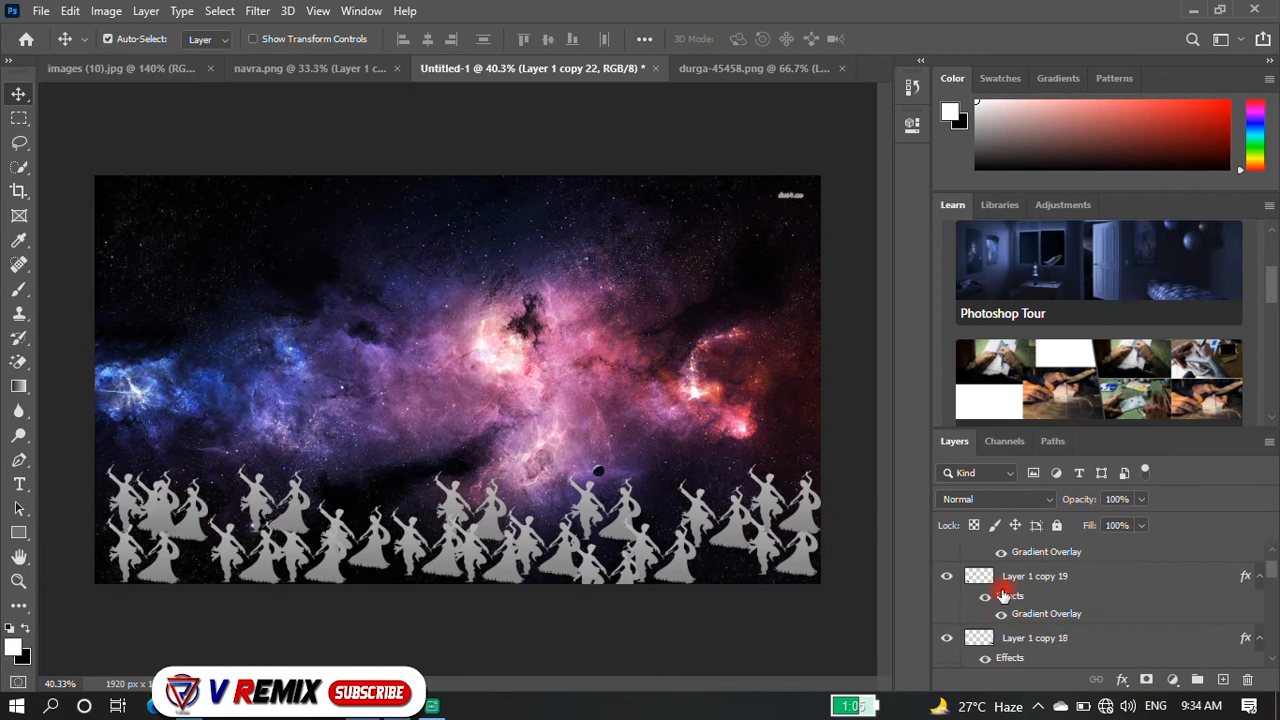 Ps File Edit Image Layer Type Select Filter 3D View Window Help
Auto-Select: Layer Show Transform Controls 3D Mode:
images (10).jpg @ 140% (RG... navra.png @ 33.3% (Layer 1 c... Untitled-1 @ 40.3% (Layer 1 copy 22, RGB/8) * durga-45458.png @ 66.7% (L...
Color Swatches Gradients Patterns
Learn Libraries Adjustments
Photoshop Tour
Layers Channels Paths
Kind
Normal Opacity: 100%
Lock: Fill: 100%
Gradient Overlay
Layer 1 copy 19 fx
Gradient Overlay
Layer 1 copy 18 fx
Effects
40.33% 1920 px x
V REMIX SUBSCRIBE
27°C Haze ENG 9:34 AM